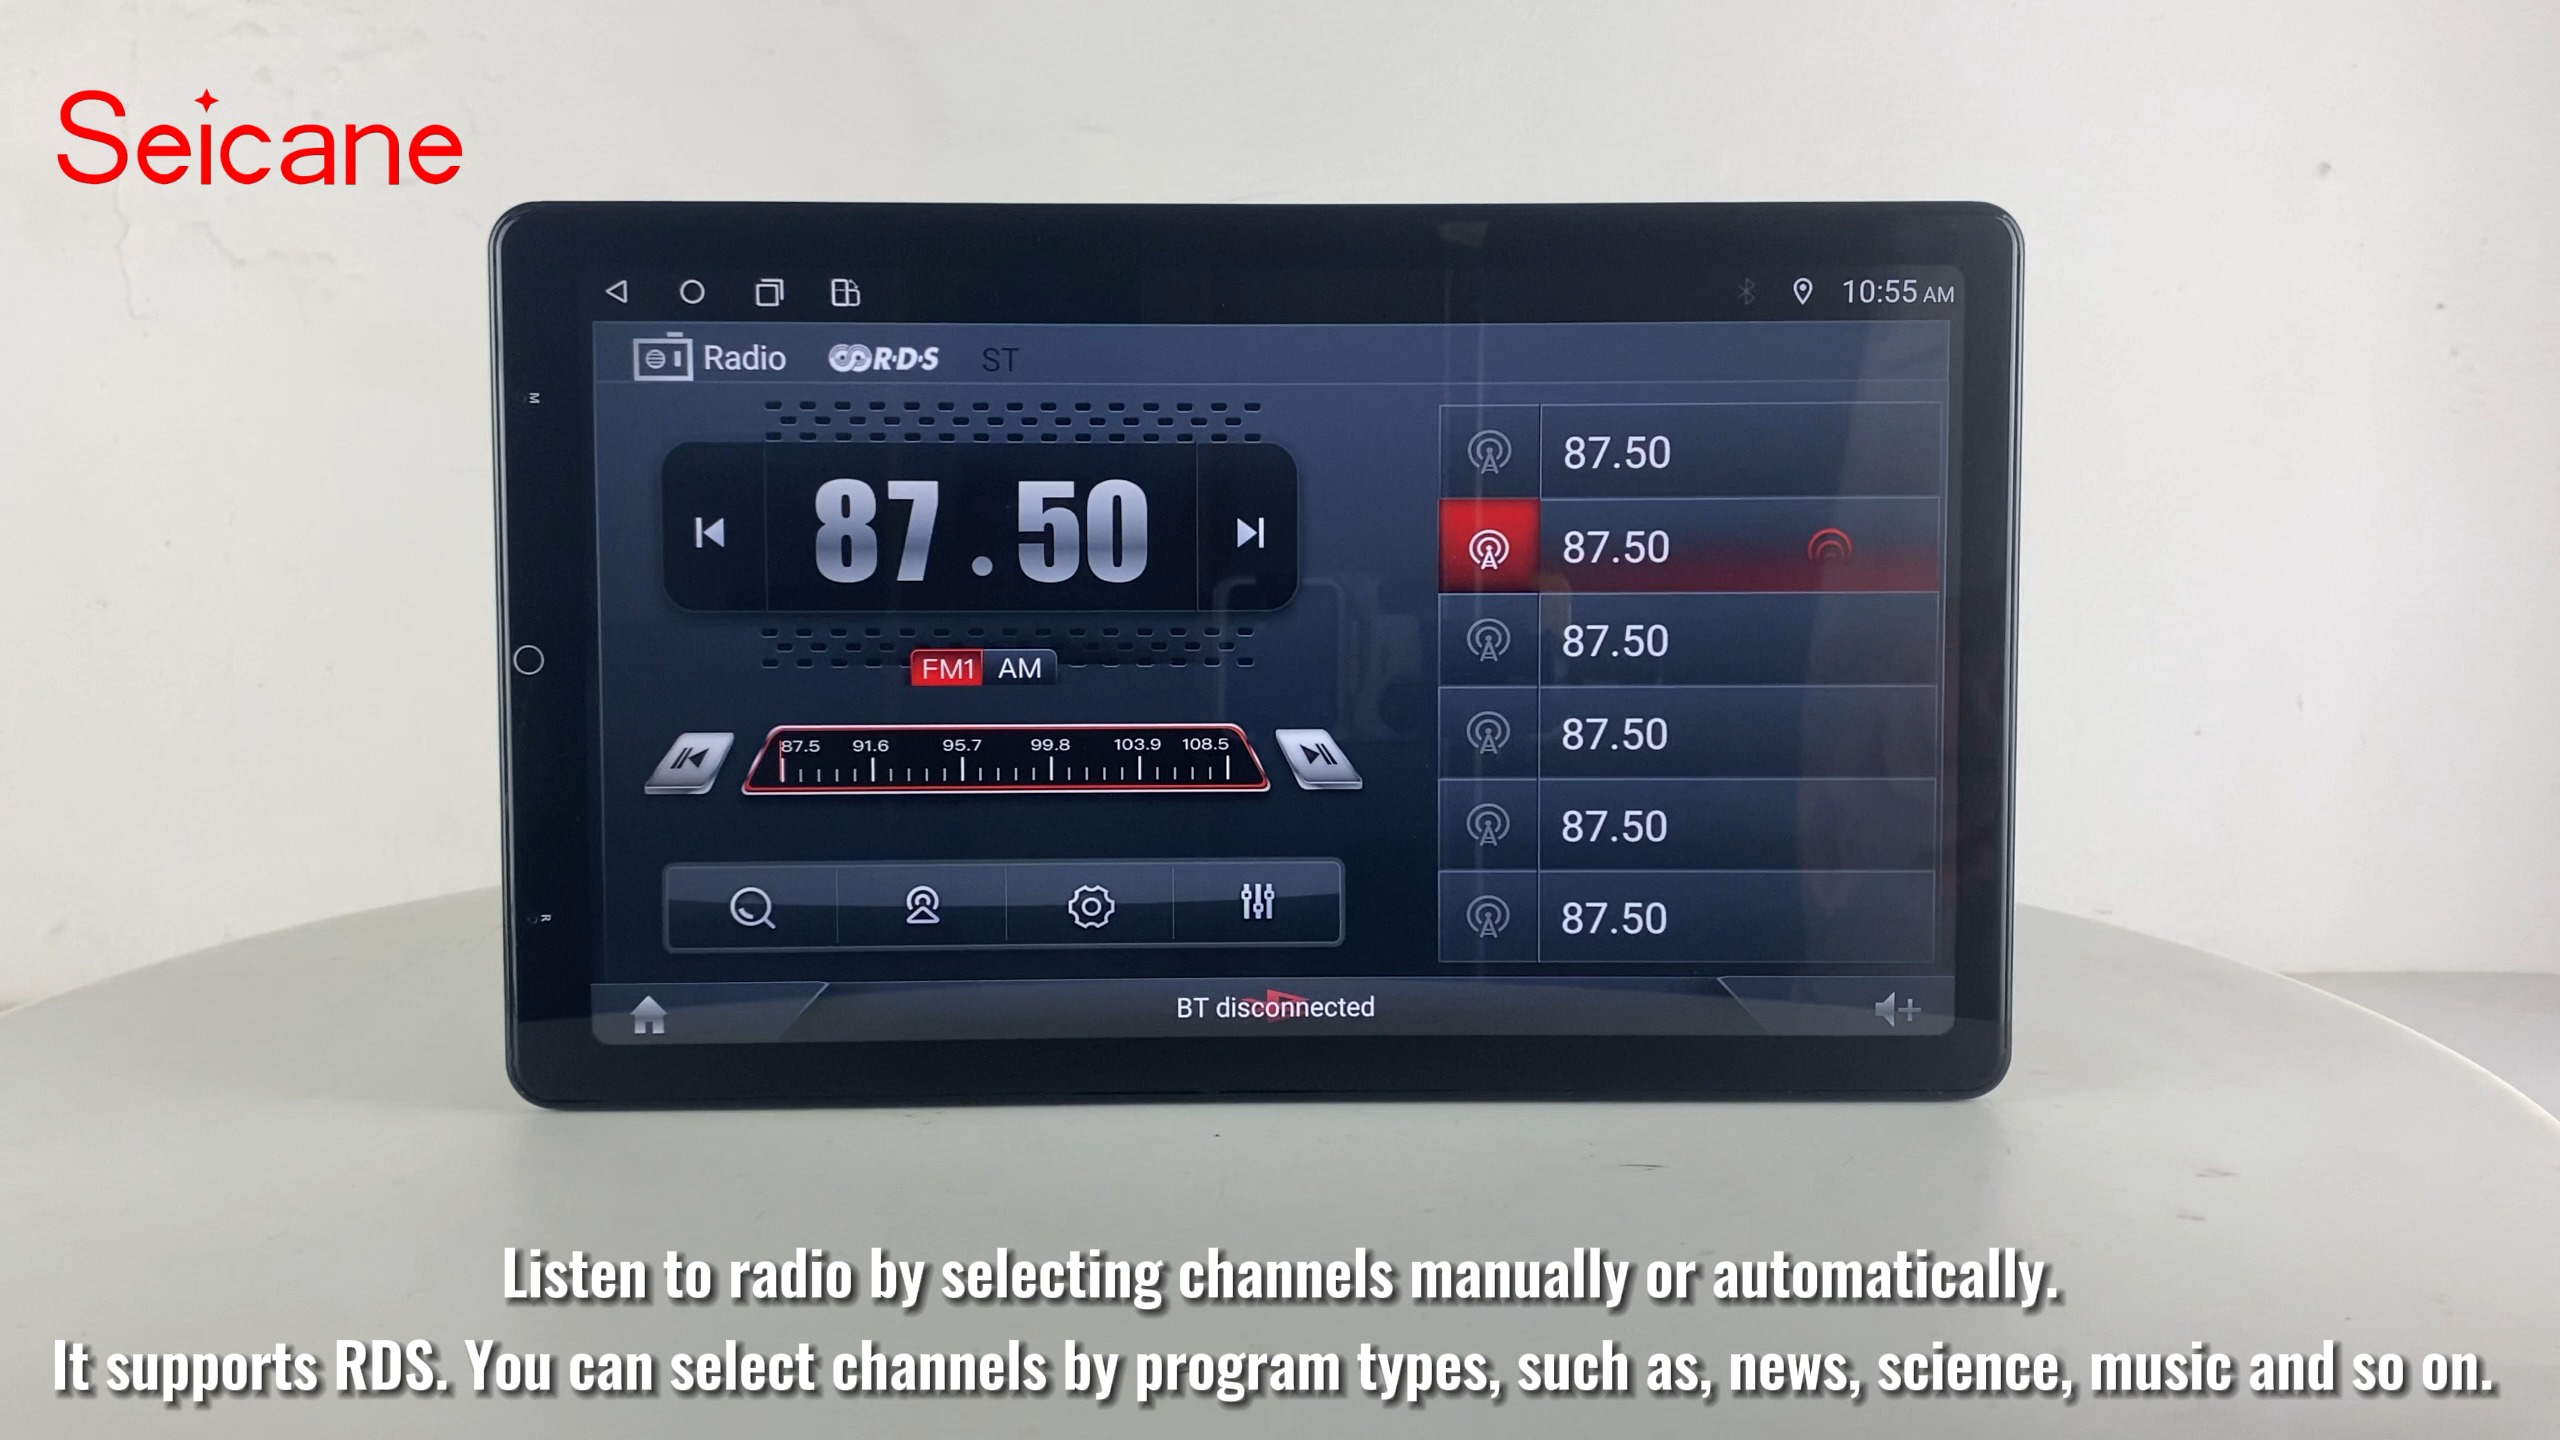 Seicane
10:55 AM
Radio R·D·S ST
M
87.50
87.50
87.50
FM1 AM
87.5 91.6 95.7 99.8 103.9 108.5
87.50
87.50
87.50
87.50
R
BT disconnected
Listen to radio by selecting channels manually or automatically.
It supports RDS. You can select channels by program types, such as, news, science, music and so on.